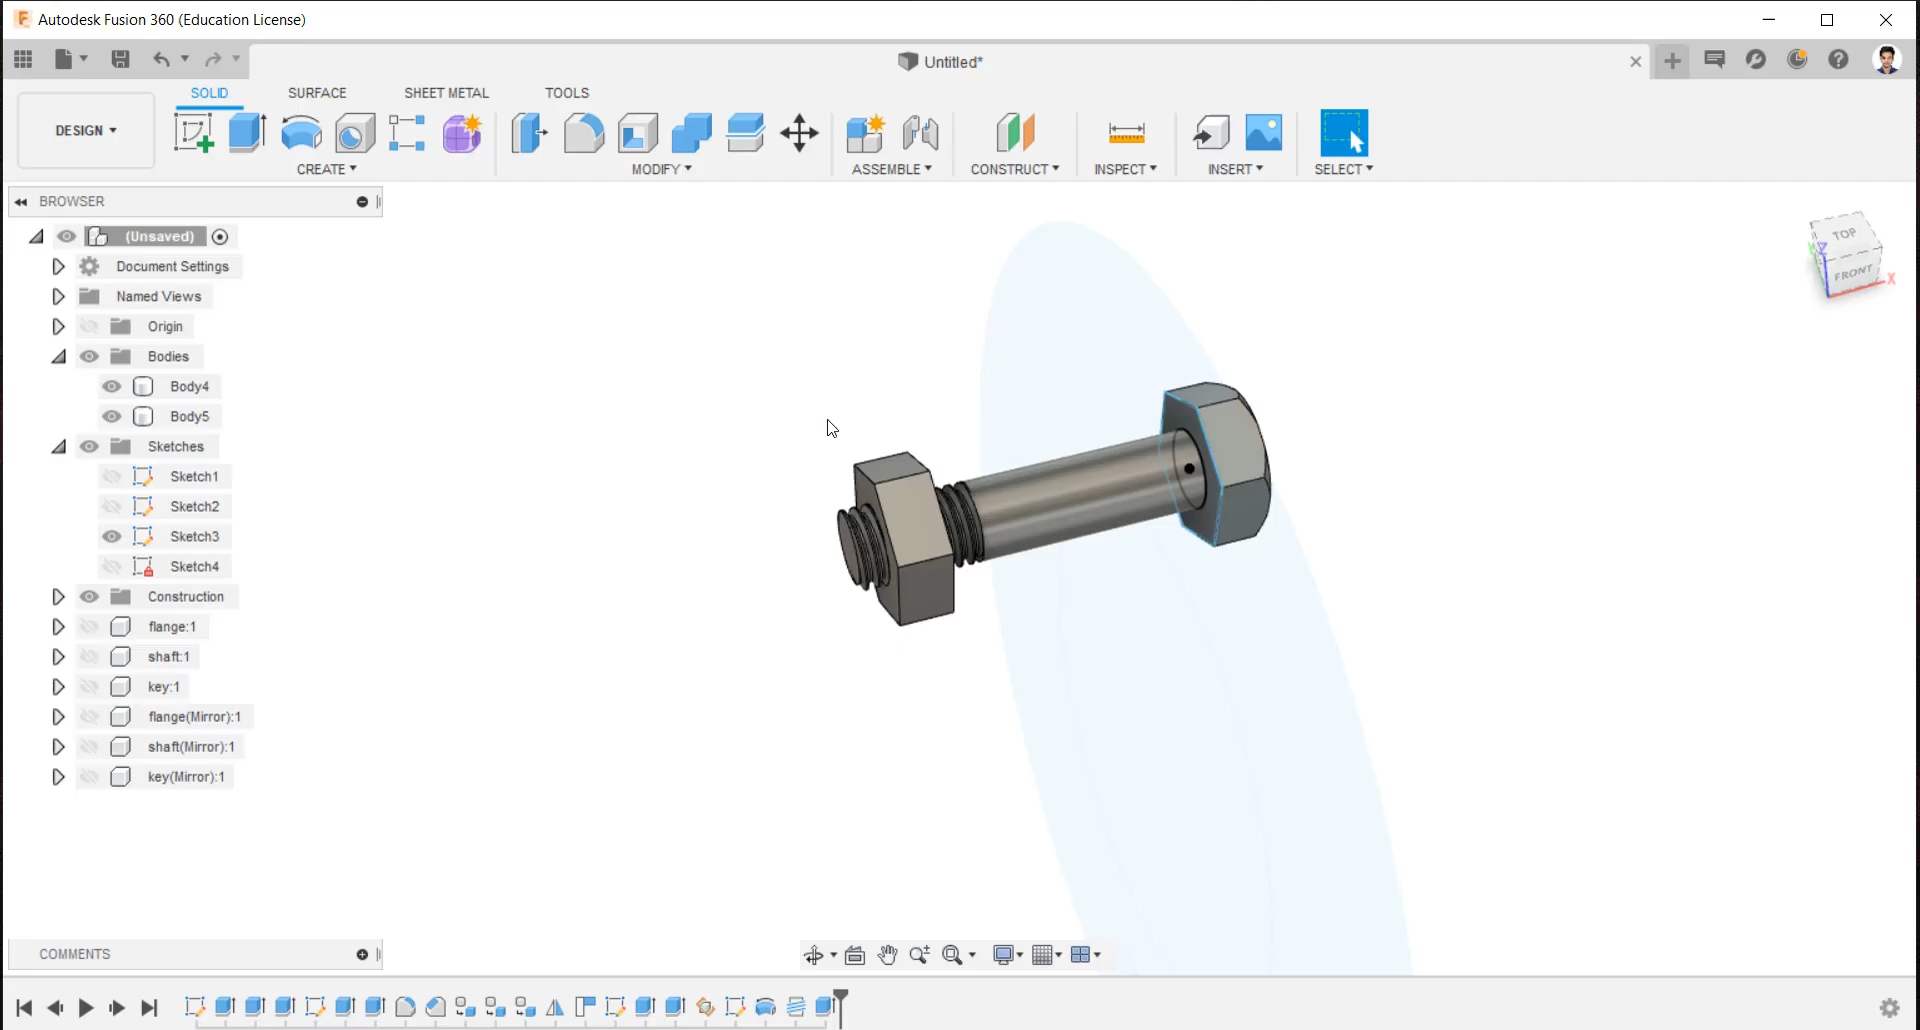 Autodesk Fusion 360 (Education License)
Untitled*
SOLID SURFACE SHEET METAL TOOLS
DESIGN
CREATE MODIFY ASSEMBLE CONSTRUCT INSPECT INSERT SELECT
BROWSER
(Unsaved)
Document Settings
Named Views
Origin
Bodies
Body4
Body5
Sketches
Sketch1
Sketch2
Sketch3
Sketch4
Construction
flange:1
shaft:1
key:1
flange(Mirror):1
shaft(Mirror):1
key(Mirror):1
TOP
FRONT
Z
X
COMMENTS